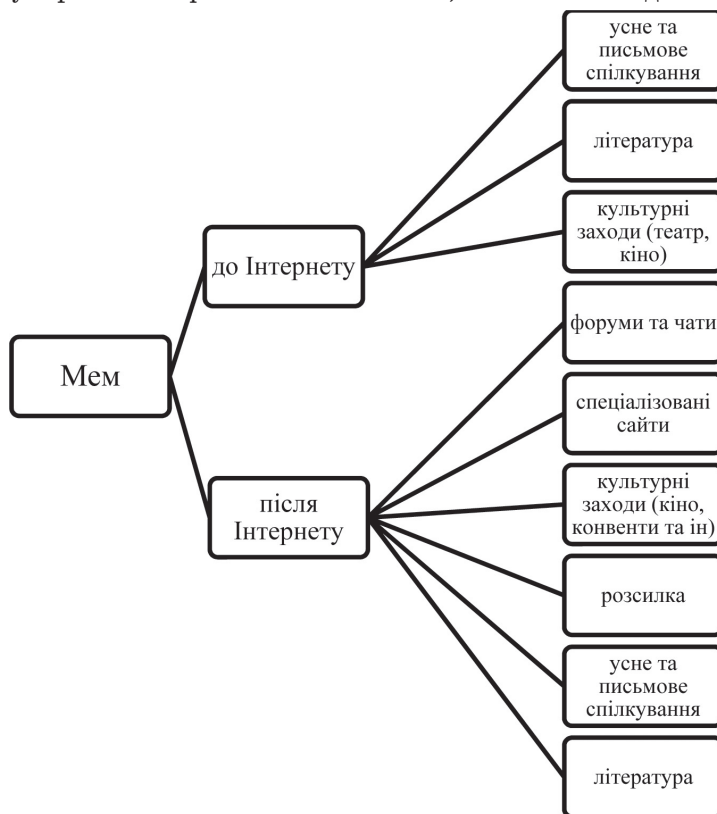 усне та
письмове
спілкування
література
культурні
заходи (театр,
кіно)
до Інтернету
форуми та чати
Мем
спеціалізовані
сайти
культурні
заходи (кіно,
конвенти та ін)
після
Інтернету
розсилка
усне та
письмове
спілкування
література